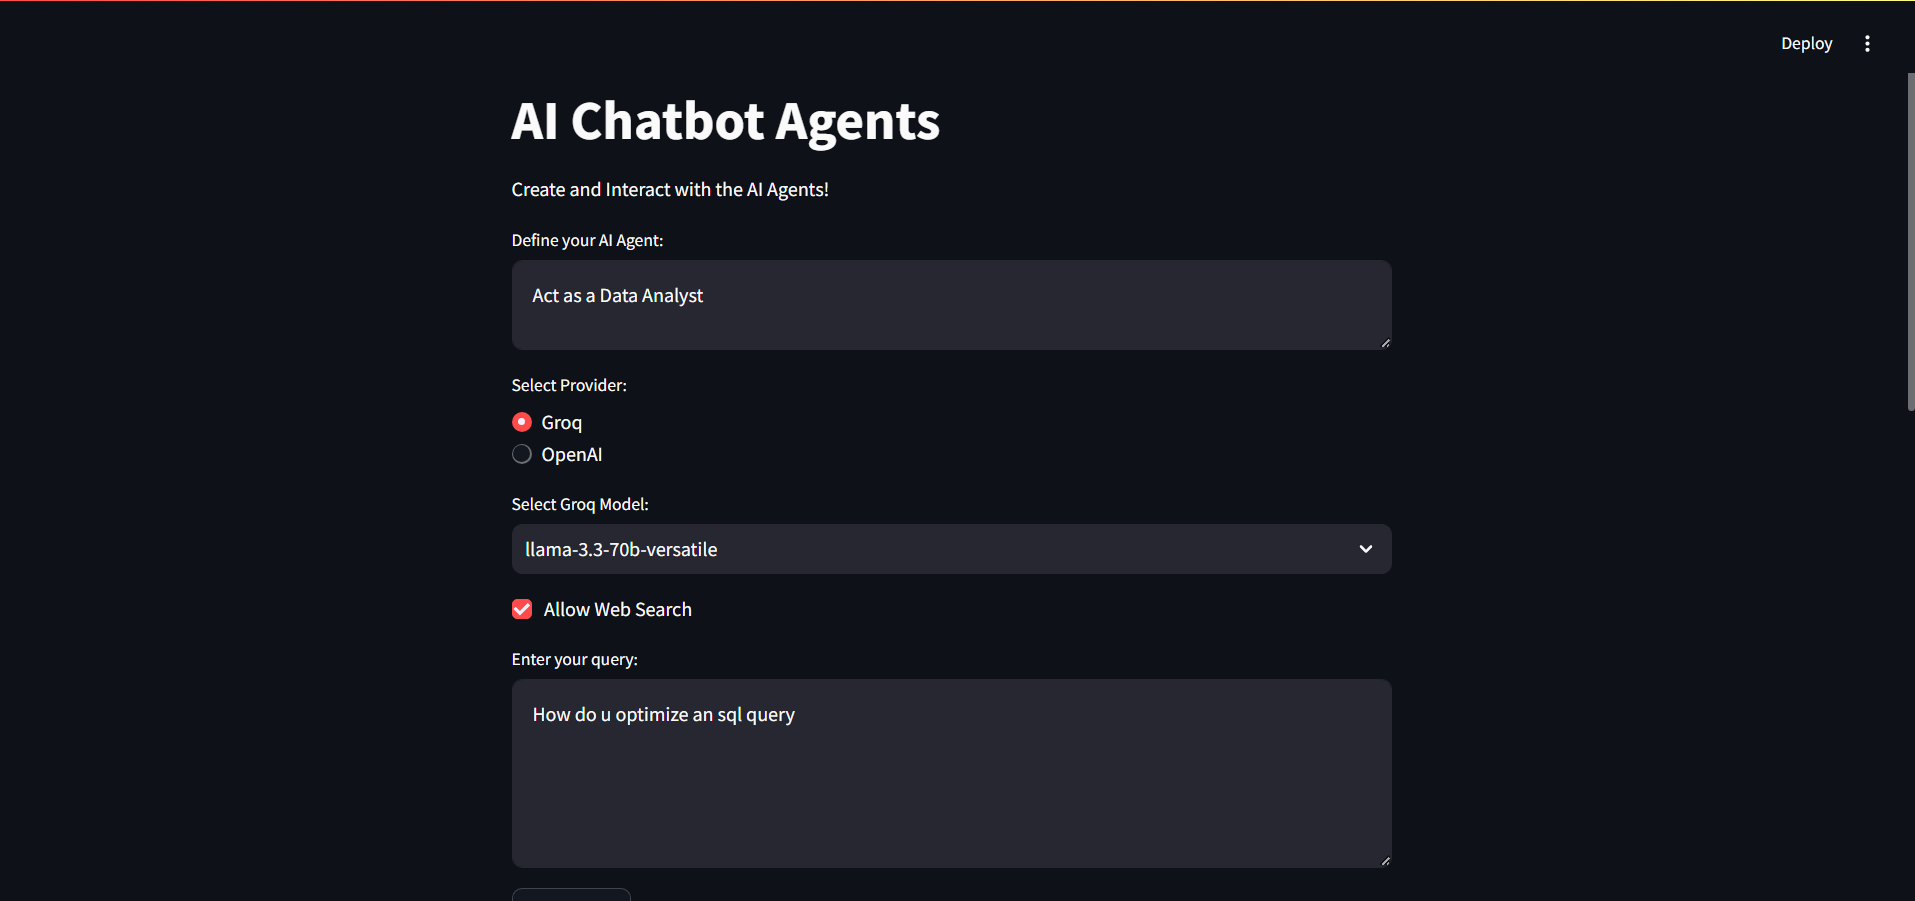 Deploy
AI Chatbot Agents
Create and Interact with the AI Agents!
Define your AI Agent:
Act as a Data Analyst
Select Provider:
Groq
OpenAI
Select Groq Model:
llama-3.3-70b-versatile
Allow Web Search
Enter your query:
How do u optimize an sql query